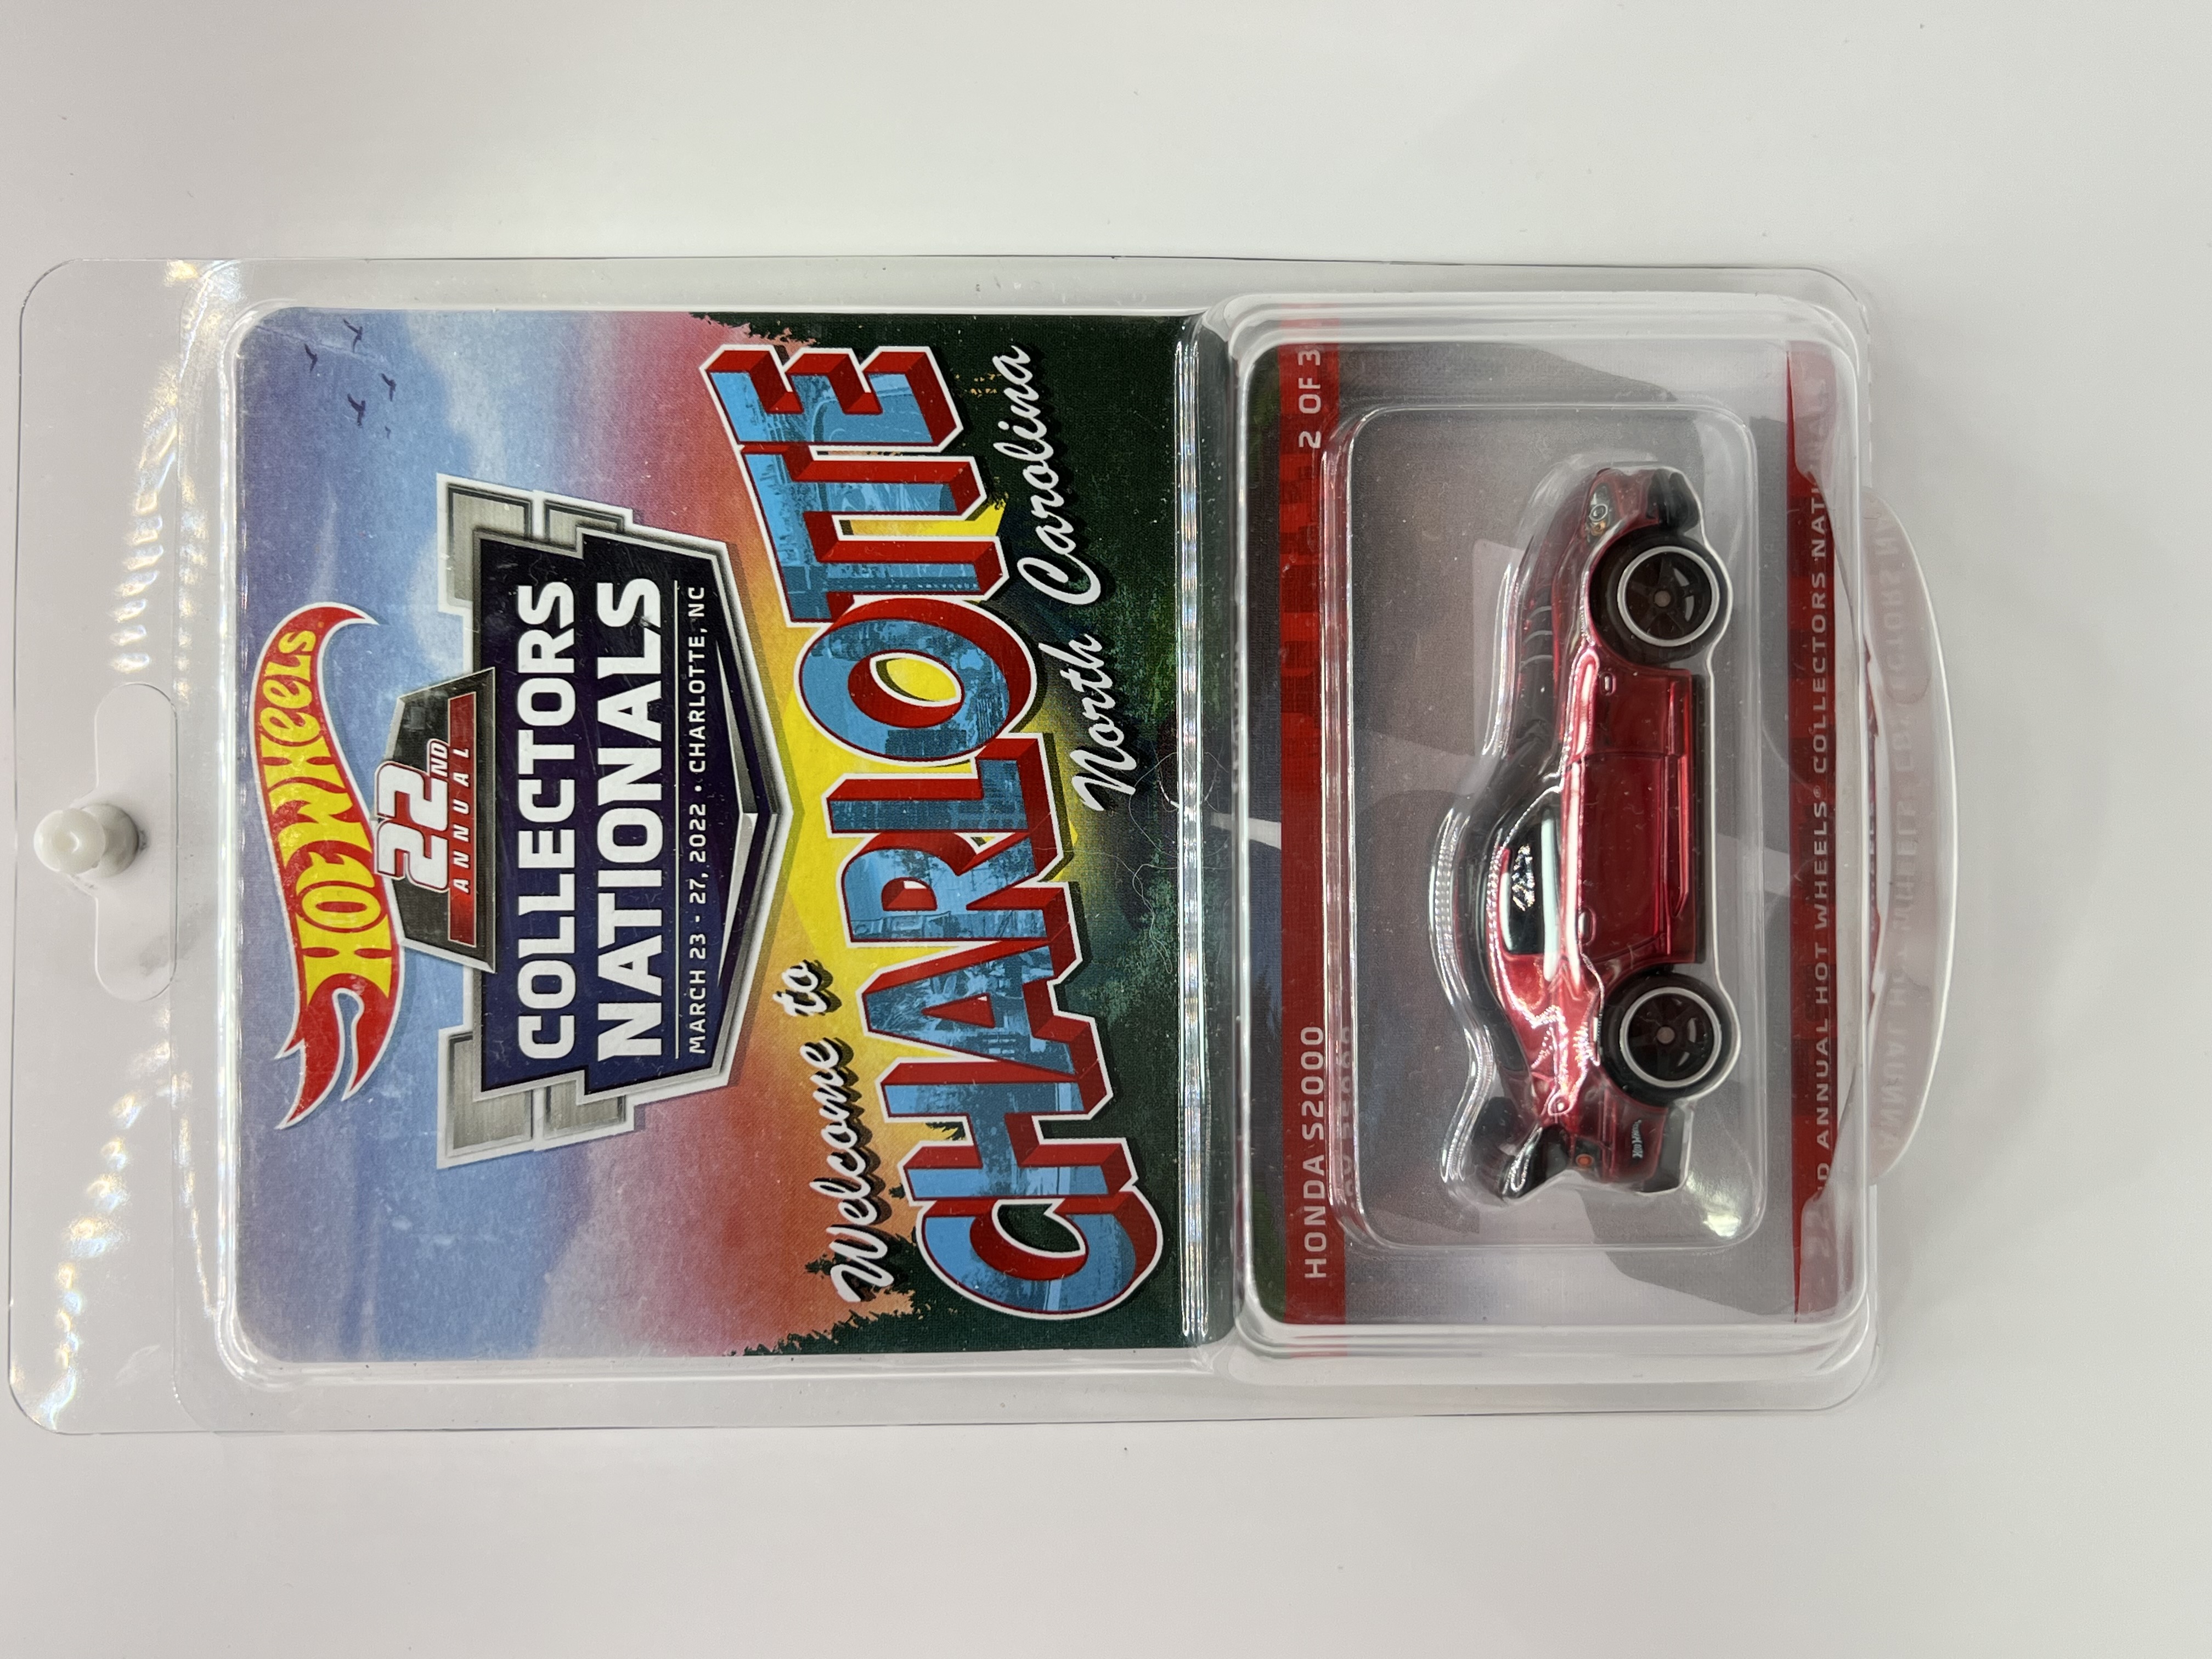 HOT WHEELS
22ND
ANNUAL
COLLECTORS
NATIONALS
MARCH 23 - 27, 2022 • CHARLOTTE, NC
Welcome to
CHARLOTTE
North Carolina
HONDA S2000 2 OF 3
ANNUAL HOT WHEELS® COLLECTORS